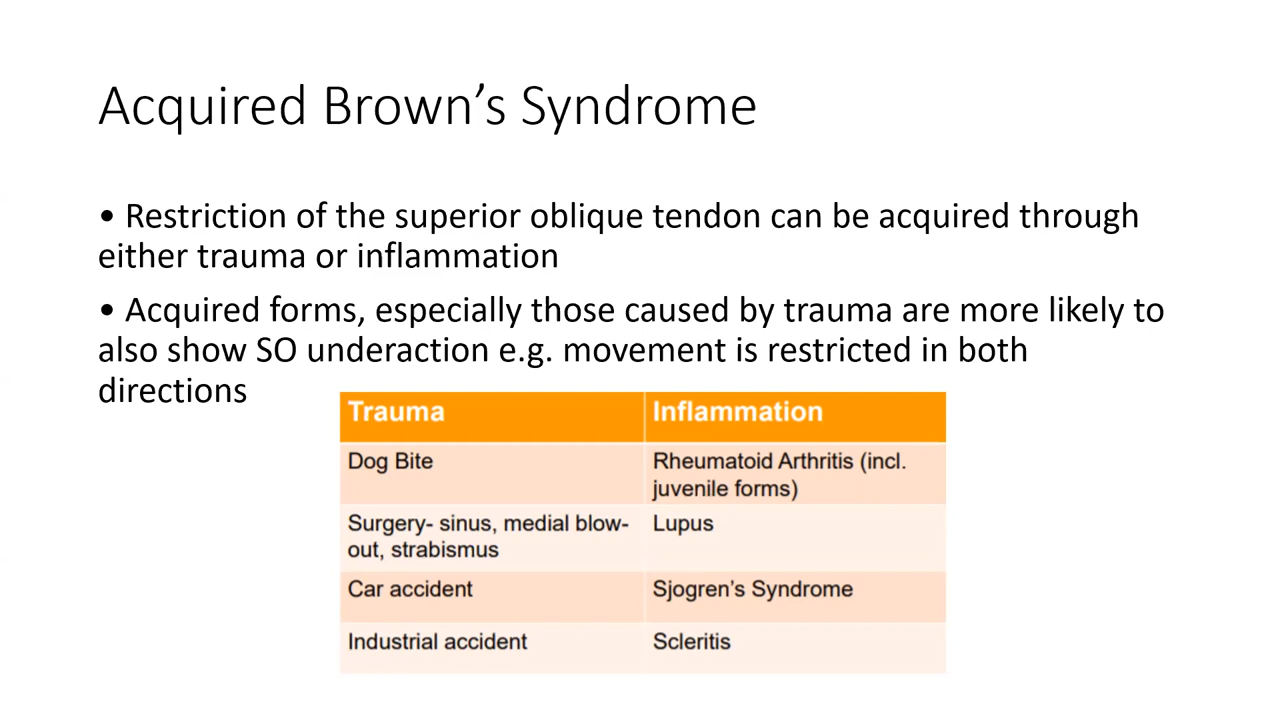 Acquired Brown’s Syndrome
• Restriction of the superior oblique tendon can be acquired through
either trauma or inflammation
• Acquired forms, especially those caused by trauma are more likely to
also show SO underaction e.g. movement is restricted in both
directions
Trauma Inflammation
Dog Bite Rheumatoid Arthritis (incl.
juvenile forms)
Surgery- sinus, medial blow- Lupus
out, strabismus
Car accident Sjogren’s Syndrome
Industrial accident Scleritis